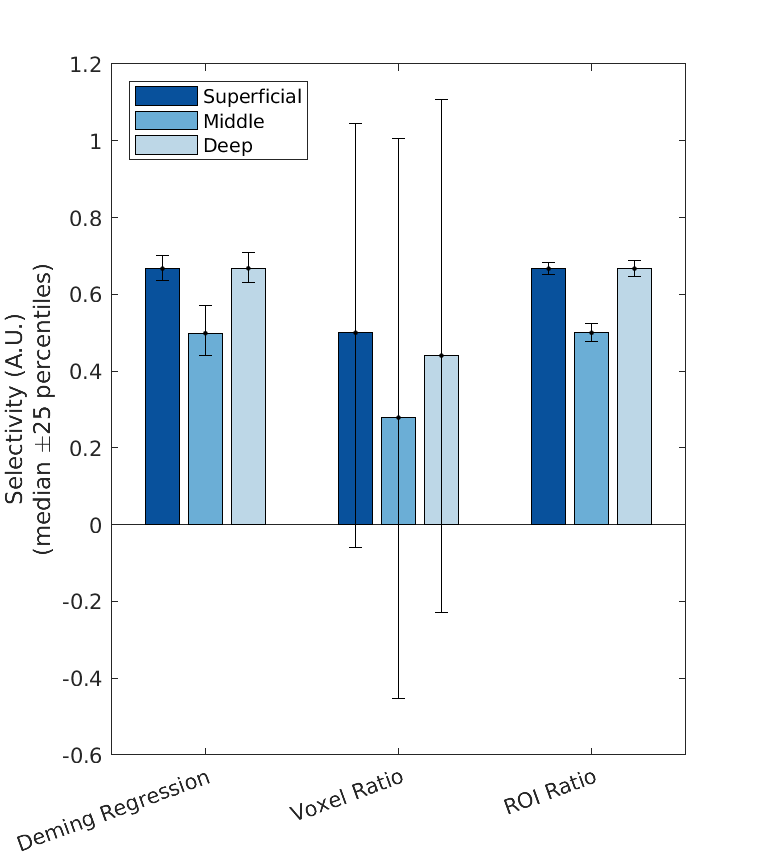 Superficial
Middle
Deep
1.2
1
0.8
0.6
0.4
0.2
0
-0.2
-0.4
-0.6
Selectivity (A.U.)
(median ±25 percentiles)
Deming Regression
Voxel Ratio
ROI Ratio